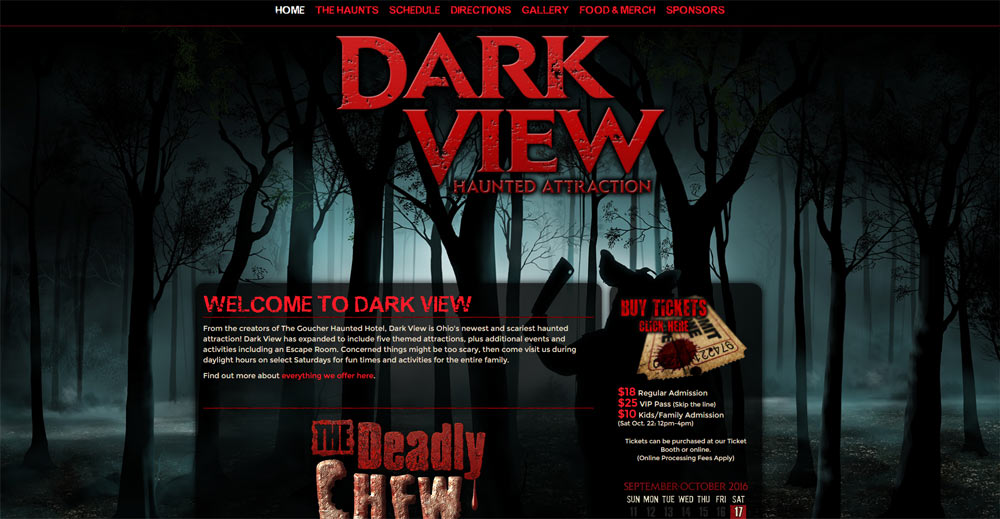 HOME THE HAUNTS SCHEDULE DIRECTIONS GALLERY FOOD & MERCH SPONSORS
DARK
VIEW
HAUNTED ATTRACTION
WELCOME TO DARK VIEW
From the creators of The Goucher Haunted Hotel, Dark View is Ohio's newest and scariest haunted
attraction! Dark View has expanded to include five themed attractions, plus additional events and
activities including an Escape Room. Concerned things might be too scary, then come visit us during
daylight hours on select Saturdays for fun times and activities for the entire family.
Find out more about everything we offer here.
THE Deadly
CHEW
BUY TICKETS
CLICK HERE
$18 Regular Admission
$25 VIP Pass (Skip the line)
$10 Kids/Family Admission
(Sat Oct. 22: 12pm-4pm)
Tickets can be purchased at our Ticket
Booth or online.
(Online Processing Fees Apply)
SEPTEMBER-OCTOBER 2016
SUN MON TUE WED THU FRI SAT
11 12 13 14 15 16 17